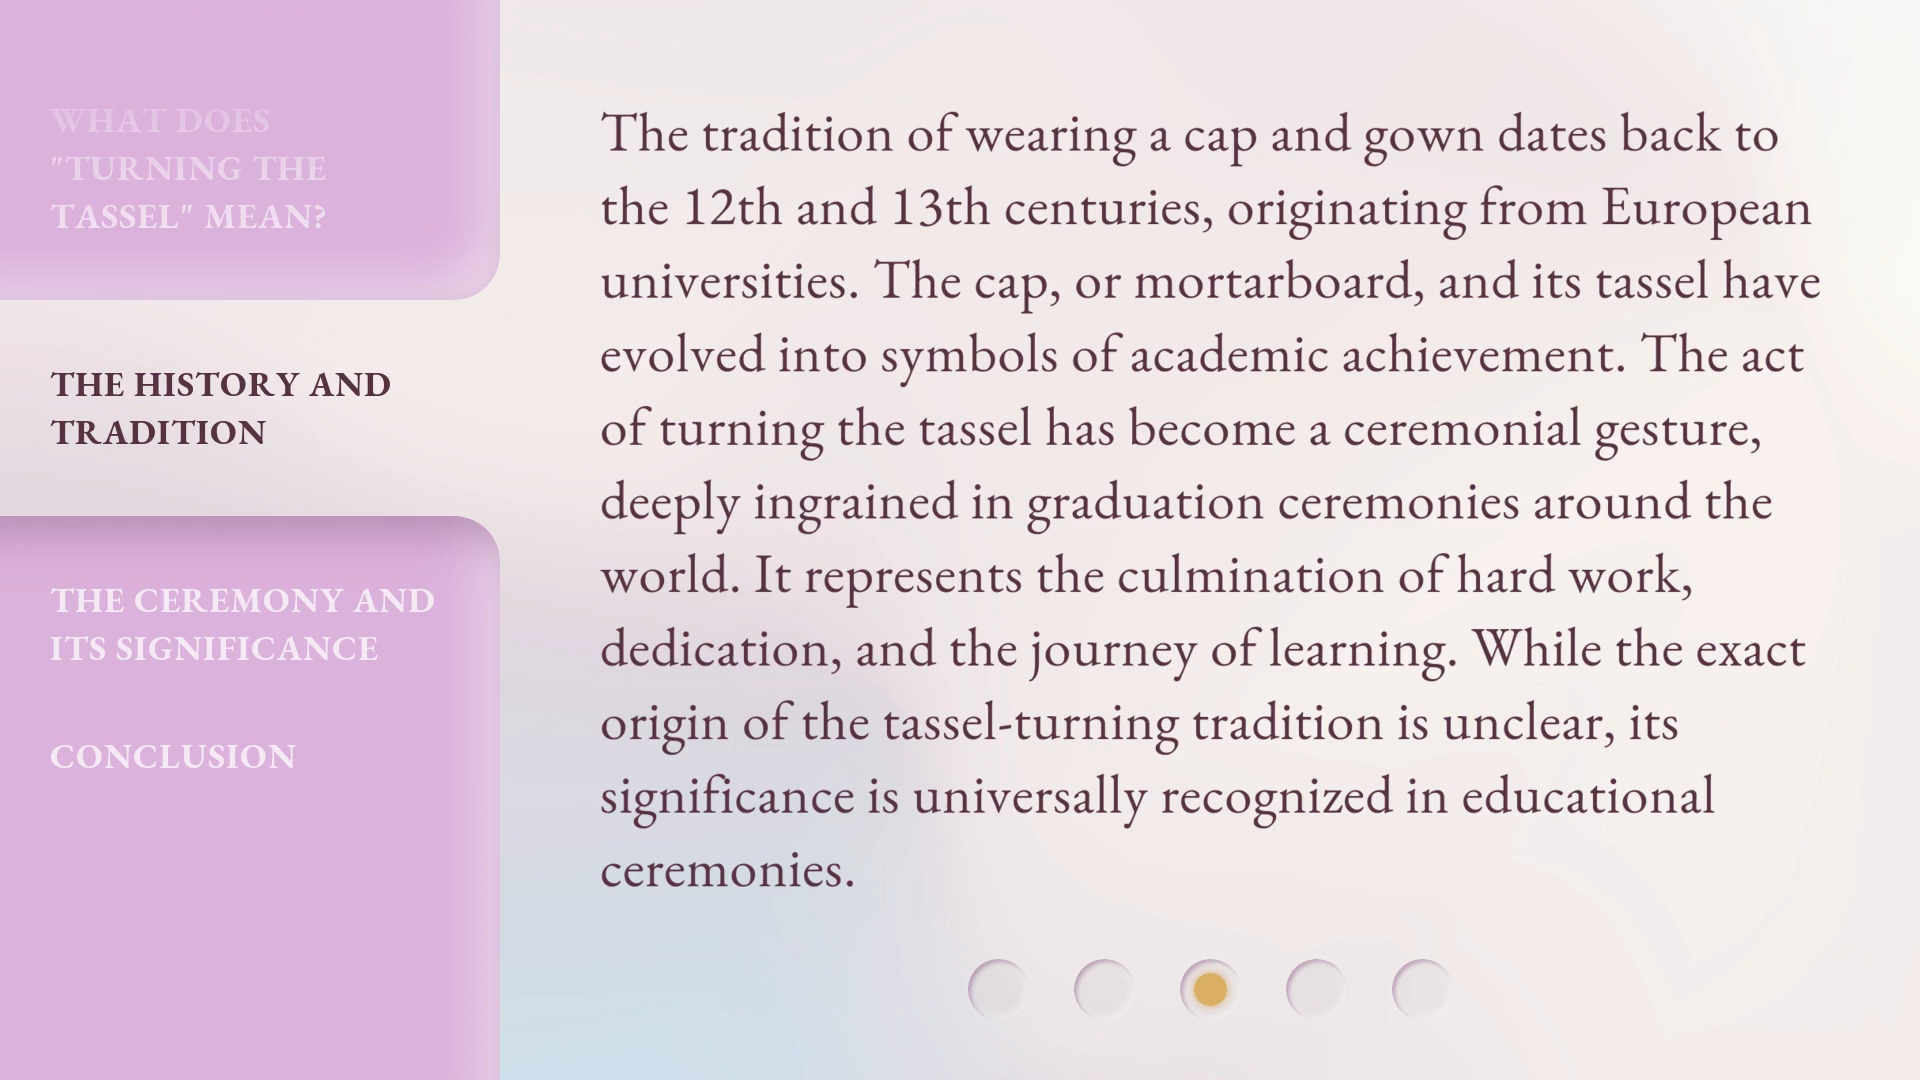 WHAT DOES
"TURNING THE
TASSEL" MEAN?
THE HISTORY AND
TRADITION
THE CEREMONY AND
ITS SIGNIFICANCE
CONCLUSION
The tradition of wearing a cap and gown dates back to
the 12th and 13th centuries, originating from European
universities. The cap, or mortarboard, and its tassel have
evolved into symbols of academic achievement. The act
of turning the tassel has become a ceremonial gesture,
deeply ingrained in graduation ceremonies around the
world. It represents the culmination of hard work,
dedication, and the journey of learning. While the exact
origin of the tassel-turning tradition is unclear, its
significance is universally recognized in educational
ceremonies.